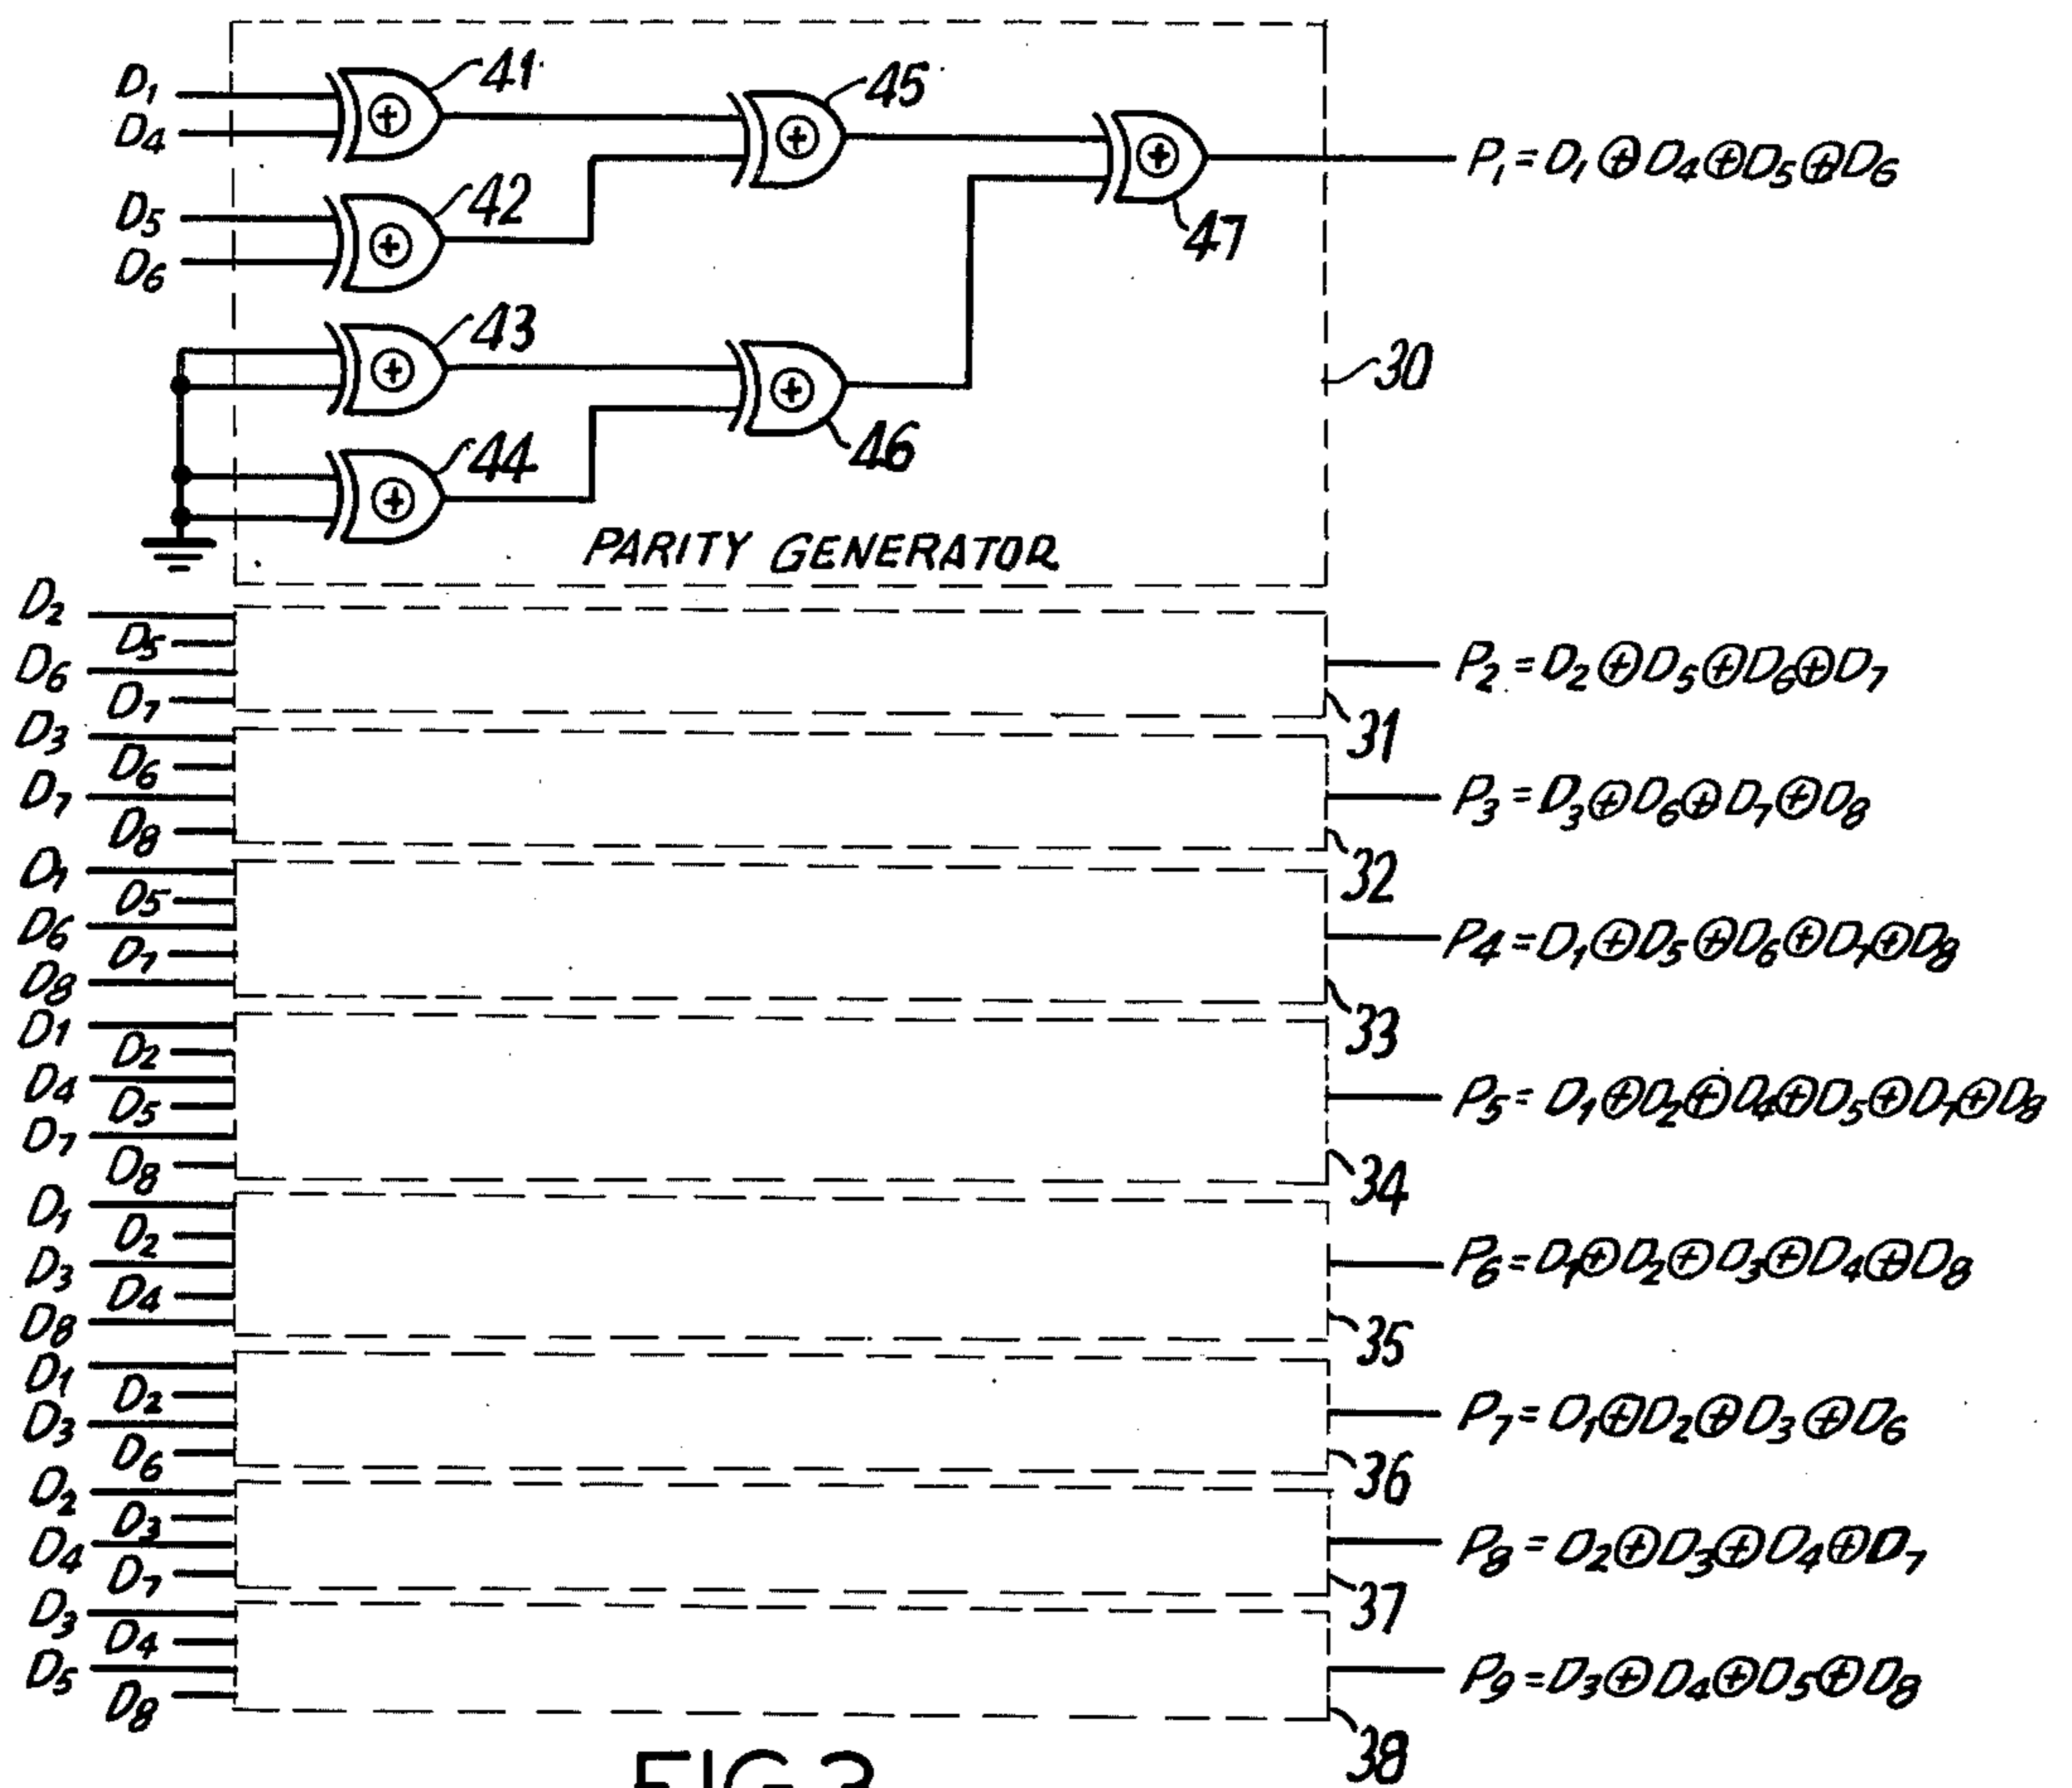 D1
D4
D5
D6
41
42
43
44
45
46
47
P1 = D1 ⊕ D4 ⊕ D5 ⊕ D6
30
PARITY GENERATOR
D2
D5
D6
D7
P2 = D2 ⊕ D5 ⊕ D6 ⊕ D7
31
D3
D6
D7
D8
P3 = D3 ⊕ D6 ⊕ D7 ⊕ D8
32
D1
D5
D6
D7
D8
P4 = D1 ⊕ D5 ⊕ D6 ⊕ D7 ⊕ D8
33
D1
D2
D4
D5
D7
D8
P5 = D1 ⊕ D2 ⊕ D4 ⊕ D5 ⊕ D7 ⊕ D8
34
D1
D2
D3
D4
D8
P6 = D1 ⊕ D2 ⊕ D3 ⊕ D4 ⊕ D8
35
D1
D2
D3
D6
P7 = D1 ⊕ D2 ⊕ D3 ⊕ D6
36
D2
D3
D4
D7
P8 = D2 ⊕ D3 ⊕ D4 ⊕ D7
37
D3
D4
D5
D8
P9 = D3 ⊕ D4 ⊕ D5 ⊕ D8
38
FIG.3